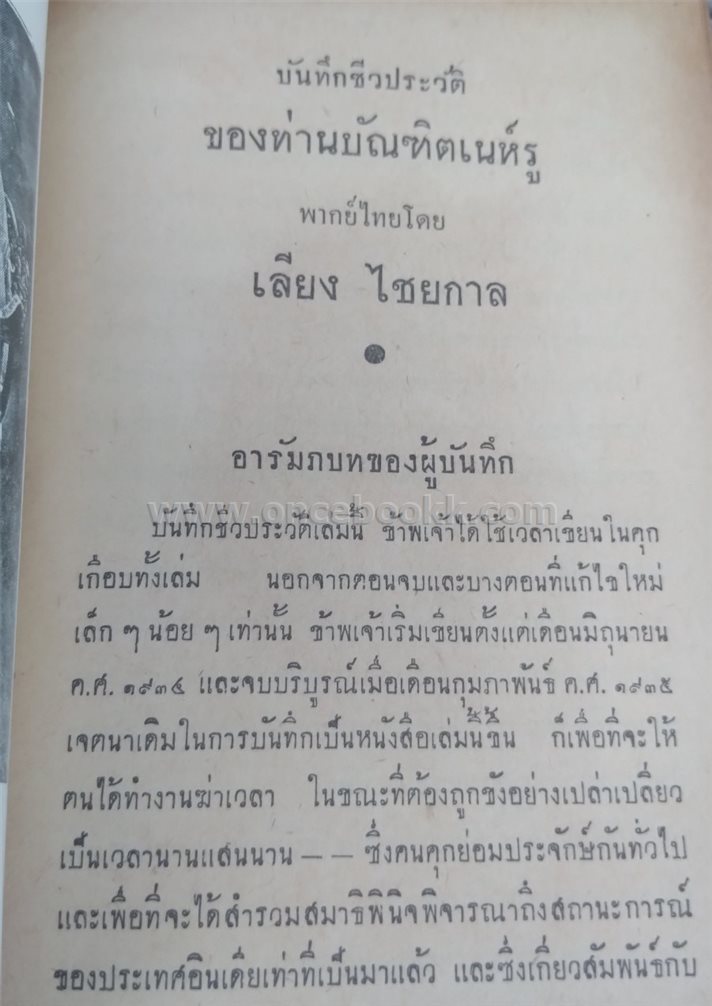 บันทึกชีวประวัติ
ของท่านบัณฑิตเนห์รู
พากย์ไทยโดย
เลียง ไชยกาล
อารัมภบทของผู้บันทึก
www.oncebookk.com
บันทึกชีวประวัติเล่มนี้ ข้าพเจ้าได้ใช้เวลาเขียนในคุก
เกือบทั้งเล่ม นอกจากตอนจบและบางตอนที่แก้ไขใหม่
เล็ก ๆ น้อย ๆ เท่านั้น ข้าพเจ้าเริ่มเขียนตั้งแต่เดือนมิถุนายน
ค.ศ. ๑๙๓๔ และจบบริบูรณ์เมื่อเดือนกุมภาพันธ์ ค.ศ. ๑๙๓๕
เจตนาเดิมในการบันทึกเป็นหนังสือเล่มนี้ขึ้น ก็เพื่อที่จะให้
ตนได้ทำงานฆ่าเวลา ในขณะที่ต้องถูกขังอย่างเปล่าเปลี่ยว
เป็นเวลานานแสนนาน — — ซึ่งคนคุกย่อมประจักษ์กันทั่วไป
และเพื่อที่จะได้สำรวมสมาธิพินิจพิจารณาถึงสถานะการณ์
ของประเทศอินเดียเท่าที่เป็นมาแล้ว และซึ่งเกี่ยวสัมพันธ์กับ